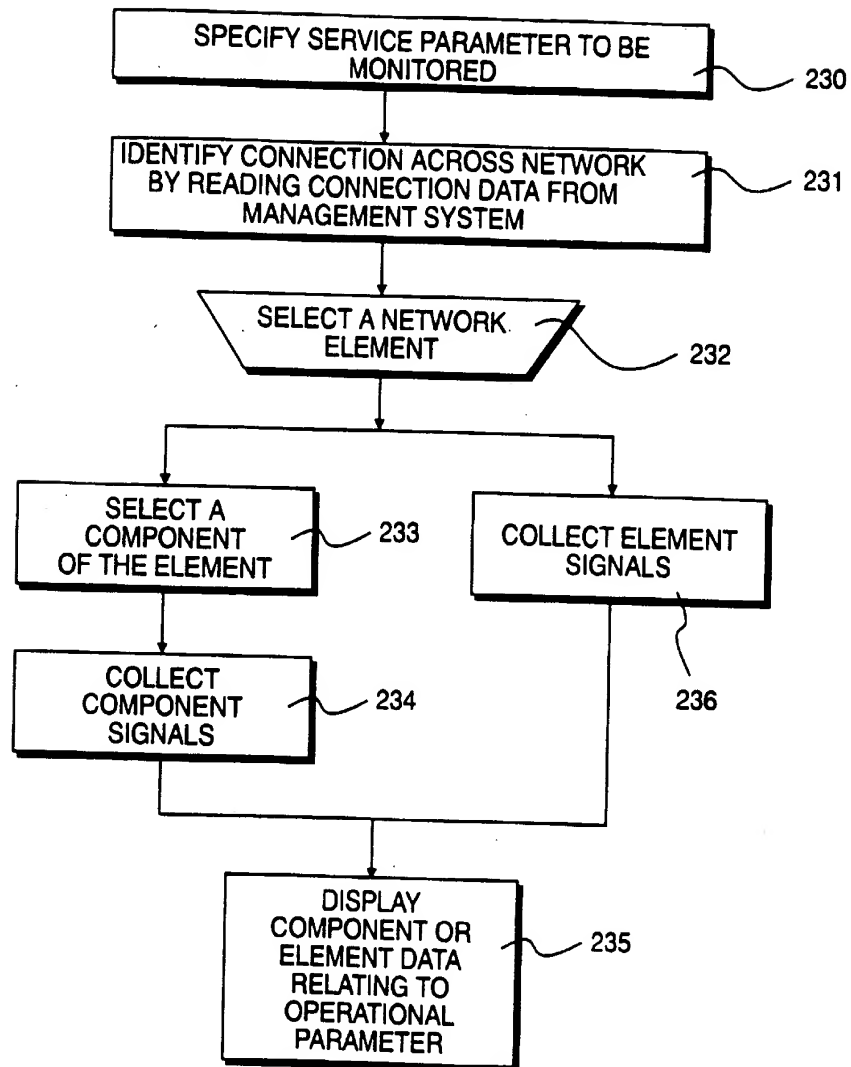 SPECIFY SERVICE PARAMETER TO BE
MONITORED
230
IDENTIFY CONNECTION ACROSS NETWORK
BY READING CONNECTION DATA FROM
MANAGEMENT SYSTEM
231
SELECT A NETWORK
ELEMENT
232
SELECT A
COMPONENT
OF THE ELEMENT
233
COLLECT ELEMENT
SIGNALS
236
COLLECT
COMPONENT
SIGNALS
234
DISPLAY
COMPONENT OR
ELEMENT DATA
RELATING TO
OPERATIONAL
PARAMETER
235